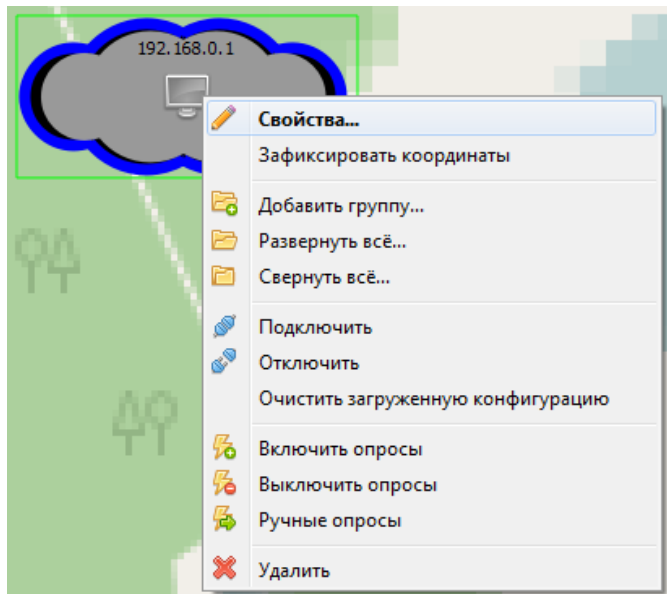 192.168.0.1
Свойства...
Зафиксировать координаты
Добавить группу...
Развернуть всё...
Свернуть всё...
Подключить
Отключить
Очистить загруженную конфигурацию
Включить опросы
Выключить опросы
Ручные опросы
Удалить